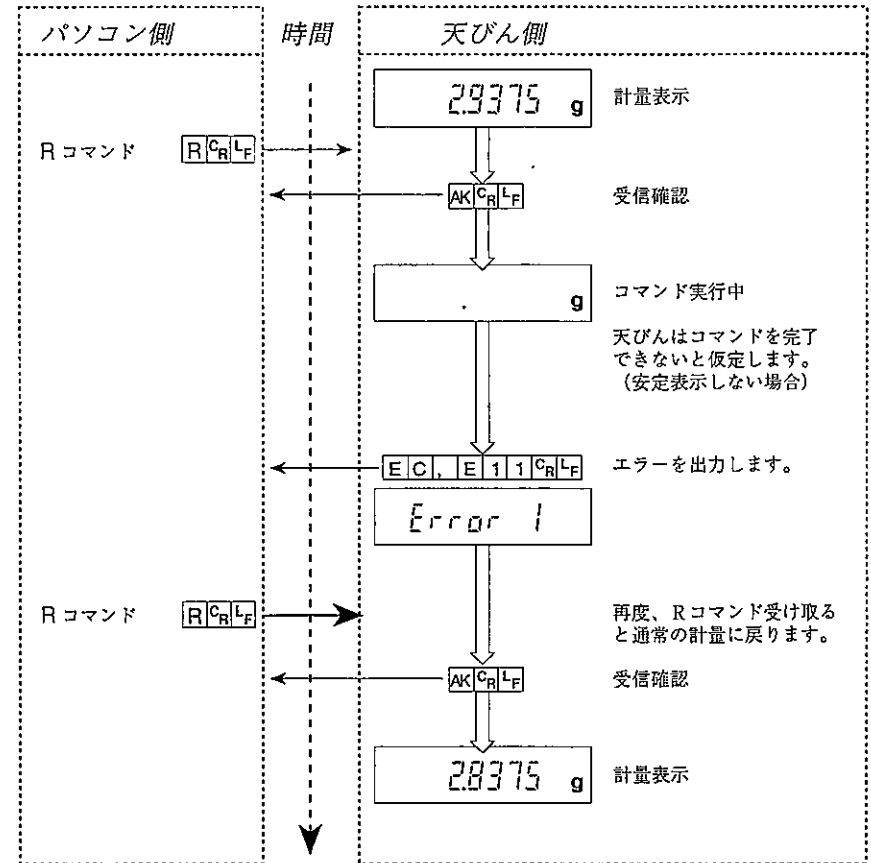 パソコン側 時間 天びん側
2.9375 g 計量表示
Rコマンド R CR LF
AK CR LF 受信確認
g コマンド実行中
天びんはコマンドを完了
できないと仮定します。
（安定表示しない場合）
EC, E11 CR LF エラーを出力します。
Error 1
Rコマンド R CR LF 再度、Rコマンド受け取る
と通常の計量に戻ります。
AK CR LF 受信確認
2.8375 g 計量表示